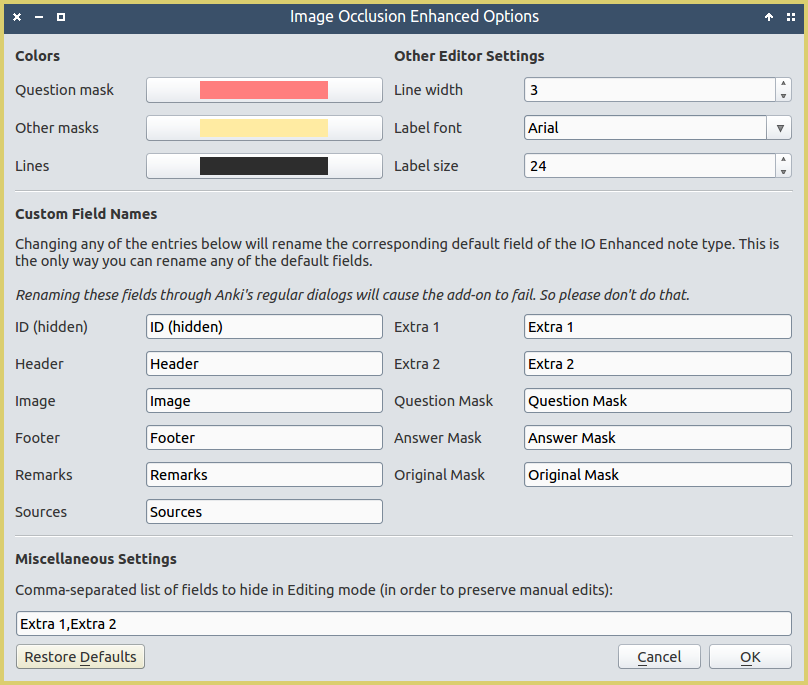 Image Occlusion Enhanced Options
Colors
Question mask
Other masks
Lines
Other Editor Settings
Line width 3
Label font Arial
Label size 24
Custom Field Names
Changing any of the entries below will rename the corresponding default field of the IO Enhanced note type. This is
the only way you can rename any of the default fields.
Renaming these fields through Anki's regular dialogs will cause the add-on to fail. So please don't do that.
ID (hidden) ID (hidden) Extra 1 Extra 1
Header Header Extra 2 Extra 2
Image Image Question Mask Question Mask
Footer Footer Answer Mask Answer Mask
Remarks Remarks Original Mask Original Mask
Sources Sources
Miscellaneous Settings
Comma-separated list of fields to hide in Editing mode (in order to preserve manual edits):
Extra 1,Extra 2
Restore Defaults Cancel OK